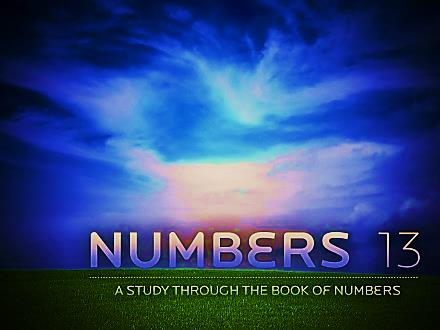 NUMBERS 13
A STUDY THROUGH THE BOOK OF NUMBERS